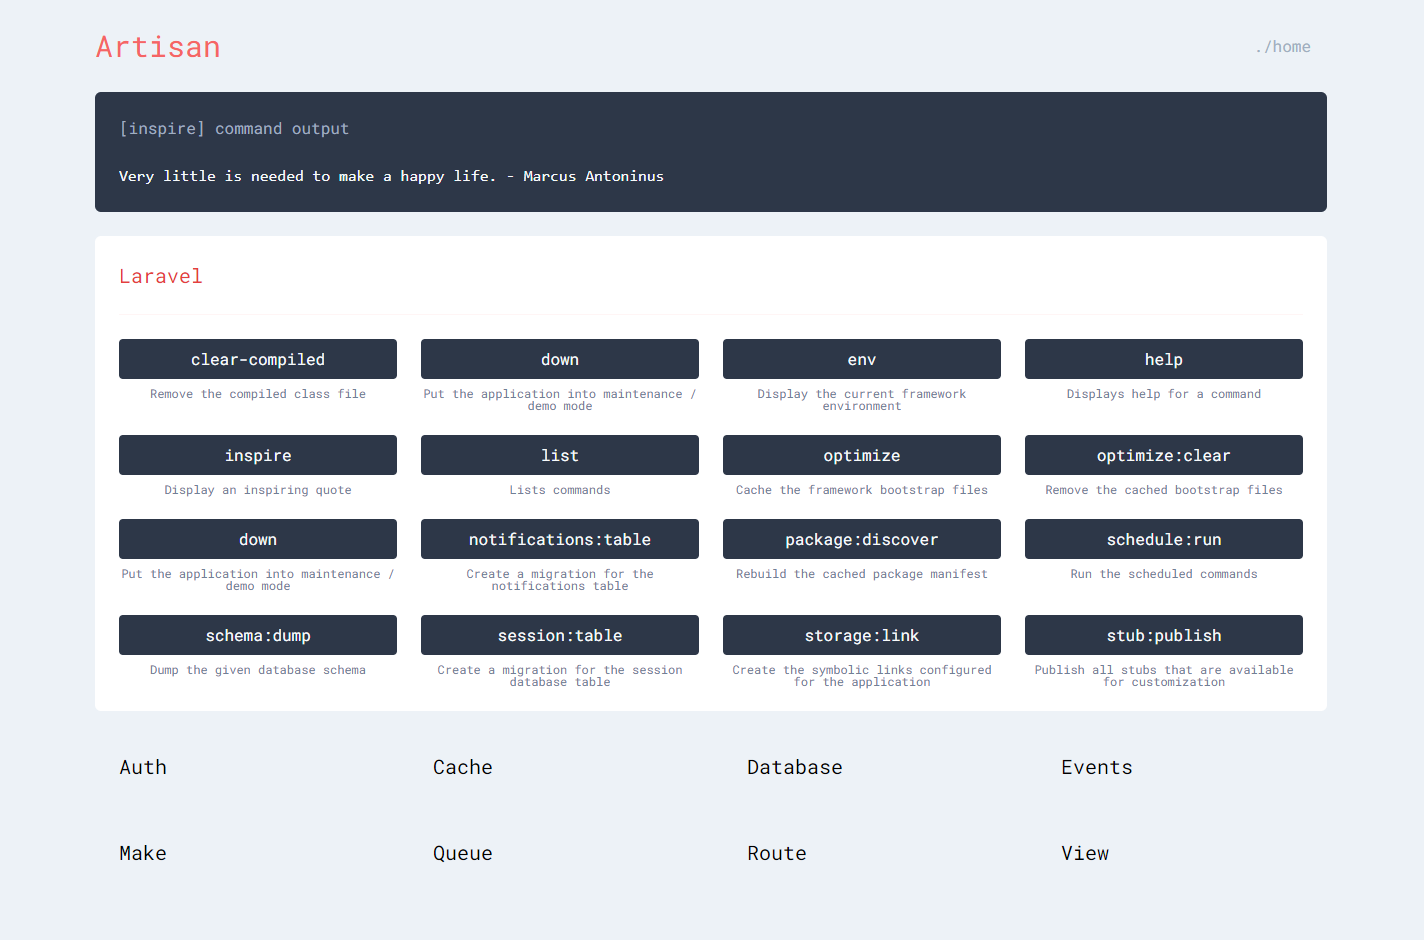 Artisan
./home
[inspire] command output
Very little is needed to make a happy life. - Marcus Antoninus
Laravel
clear-compiled
Remove the compiled class file
down
Put the application into maintenance /
demo mode
env
Display the current framework
environment
help
Displays help for a command
inspire
Display an inspiring quote
list
Lists commands
optimize
Cache the framework bootstrap files
optimize:clear
Remove the cached bootstrap files
down
Put the application into maintenance /
demo mode
notifications:table
Create a migration for the
notifications table
package:discover
Rebuild the cached package manifest
schedule:run
Run the scheduled commands
schema:dump
Dump the given database schema
session:table
Create a migration for the session
database table
storage:link
Create the symbolic links configured
for the application
stub:publish
Publish all stubs that are available
for customization
Auth
Cache
Database
Events
Make
Queue
Route
View